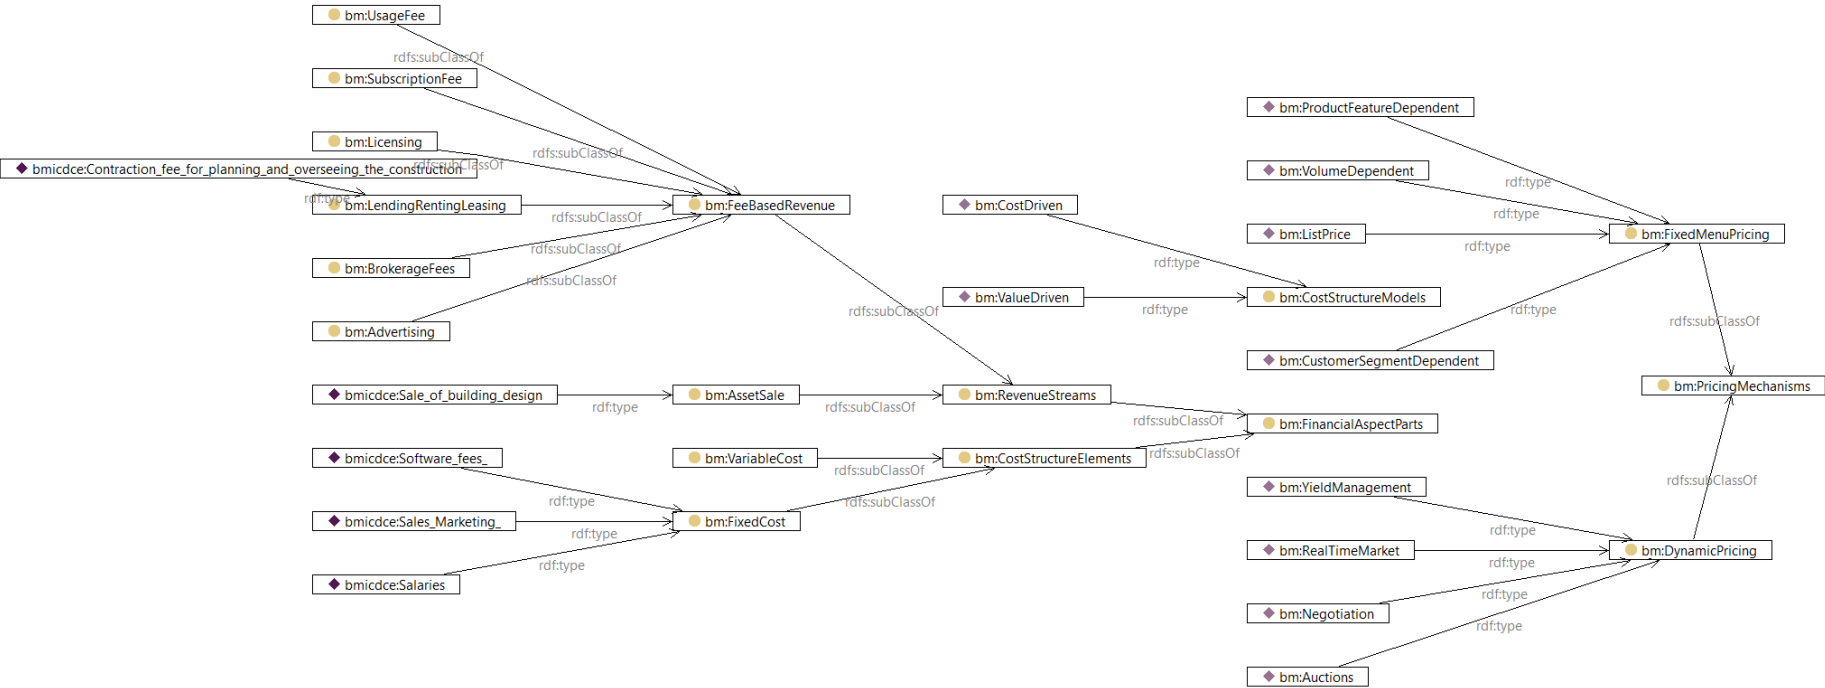 bm:UsageFee
rdfs:subClassOf
bm:SubscriptionFee
bm:ProductFeatureDependent
bm:Licensing
rdfs:subClassOf
rdfs:subClassOf
bmicdce:Contraction_fee_for_planning_and_overseeing_the_construction
bm:VolumeDependent
rdf:type
rdf:type
bm:LendingRentingLeasing
bm:FeeBasedRevenue
bm:CostDriven
rdfs:subClassOf
rdf:type
bm:ListPrice
bm:FixedMenuPricing
rdfs:subClassOf
rdf:type
bm:BrokerageFees
rdf:type
rdfs:subClassOf
bm:ValueDriven
bm:CostStructureModels
rdfs:subClassOf
rdf:type
rdf:type
rdfs:subClassOf
bm:Advertising
bm:CustomerSegmentDependent
bm:PricingMechanisms
bmicdce:Sale_of_building_design
bm:AssetSale
bm:RevenueStreams
rdf:type
rdfs:subClassOf
rdfs:subClassOf
bm:FinancialAspectParts
bmicdce:Software_fees_
bm:VariableCost
bm:CostStructureElements
rdfs:subClassOf
rdfs:subClassOf
rdfs:subClassOf
bm:YieldManagement
rdf:type
rdfs:subClassOf
bmicdce:Sales_Marketing_
bm:FixedCost
rdf:type
rdf:type
bm:RealTimeMarket
bm:DynamicPricing
rdf:type
rdf:type
bmicdce:Salaries
rdf:type
bm:Negotiation
rdf:type
bm:Auctions